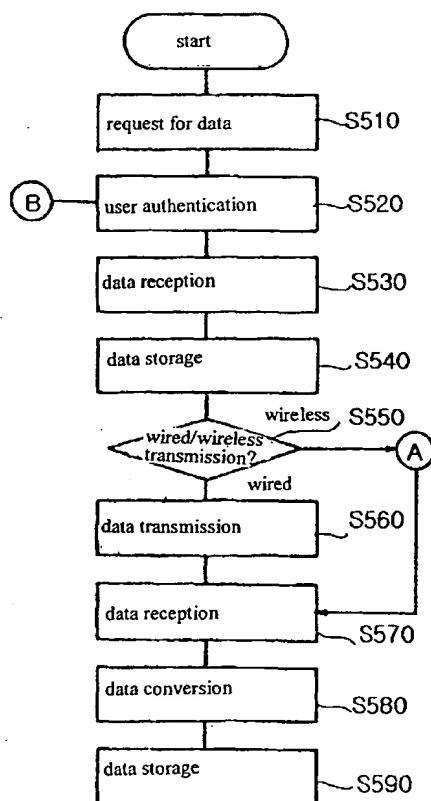 start
request for data
S510
B
user authentication
S520
data reception
S530
data storage
S540
wireless
S550
wired/wireless
transmission?
A
wired
data transmission
S560
data reception
S570
data conversion
S580
data storage
S590